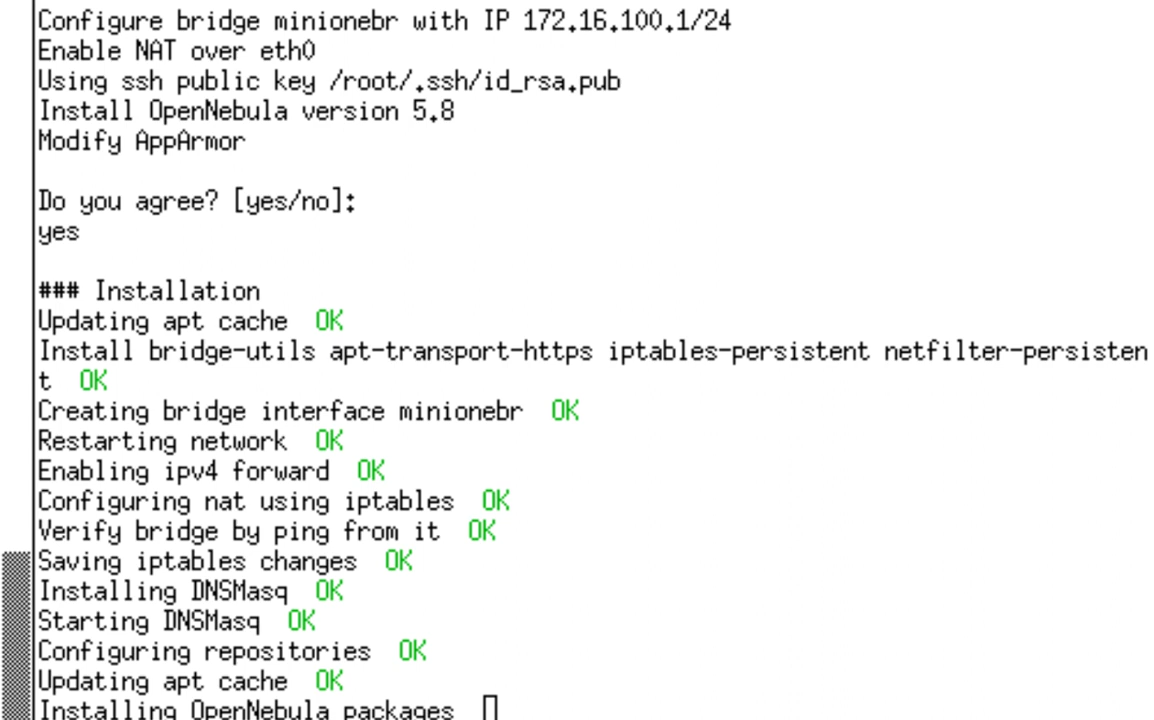 Configure bridge minionebr with IP 172.16.100.1/24
Enable NAT over eth0
Using ssh public key /root/.ssh/id_rsa.pub
Install OpenNebula version 5.8
Modify AppArmor
Do you agree? [yes/no]:
yes
### Installation
Updating apt cache  OK
Install bridge-utils apt-transport-https iptables-persistent netfilter-persisten
t  OK
Creating bridge interface minionebr  OK
Restarting network  OK
Enabling ipv4 forward  OK
Configuring nat using iptables  OK
Verify bridge by ping from it  OK
Saving iptables changes  OK
Installing DNSMasq  OK
Starting DNSMasq  OK
Configuring repositories  OK
Updating apt cache  OK
Installing OpenNebula packages